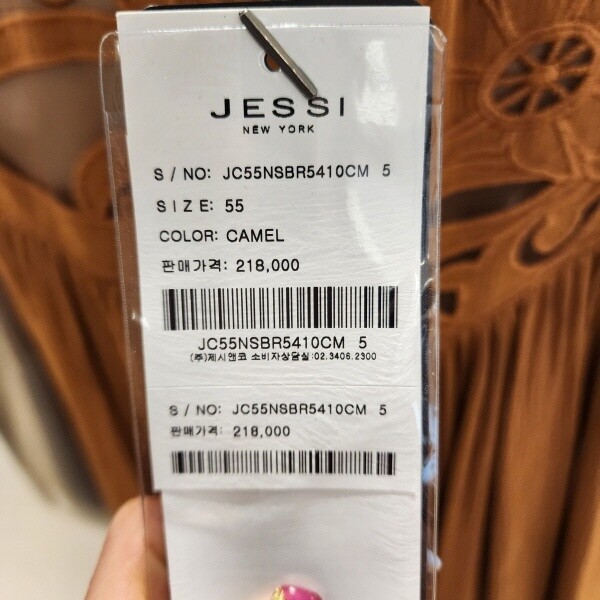 JESSI
NEW YORK
S / NO: JC55NSBR5410CM 5
SIZE: 55
COLOR: CAMEL
판매가격: 218,000
JC55NSBR5410CM 5
(주)제시앤코 소비자상담실:02.3406.2300
S / NO: JC55NSBR5410CM 5
판매가격: 218,000